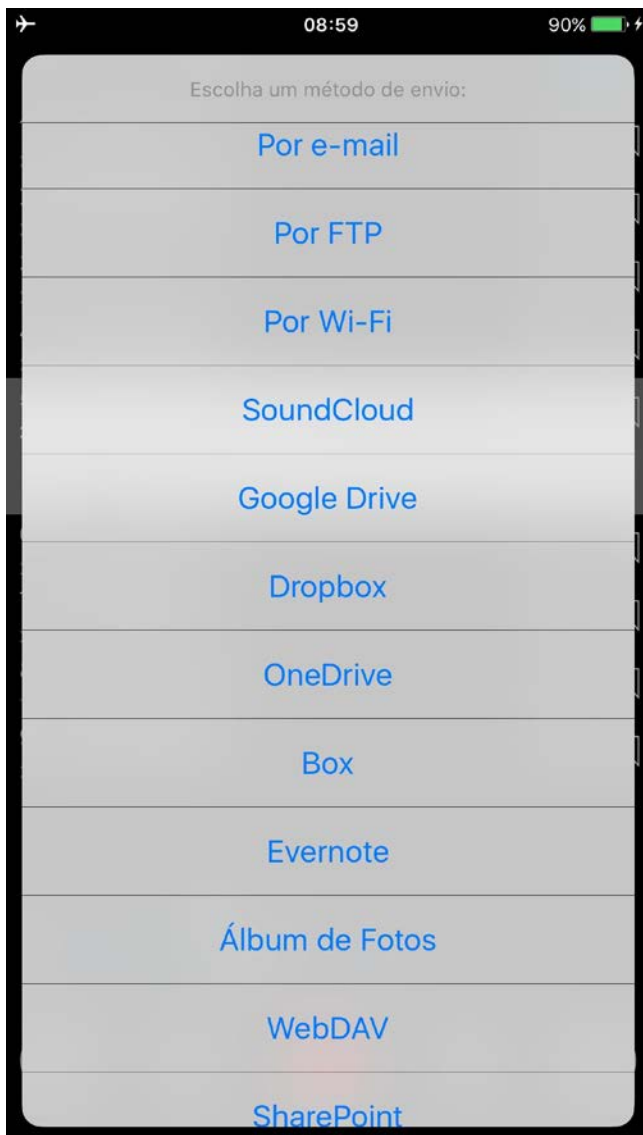 08:59
90%
Escolha um método de envio:
Por e-mail
Por FTP
Por Wi-Fi
SoundCloud
Google Drive
Dropbox
OneDrive
Box
Evernote
Álbum de Fotos
WebDAV
SharePoint